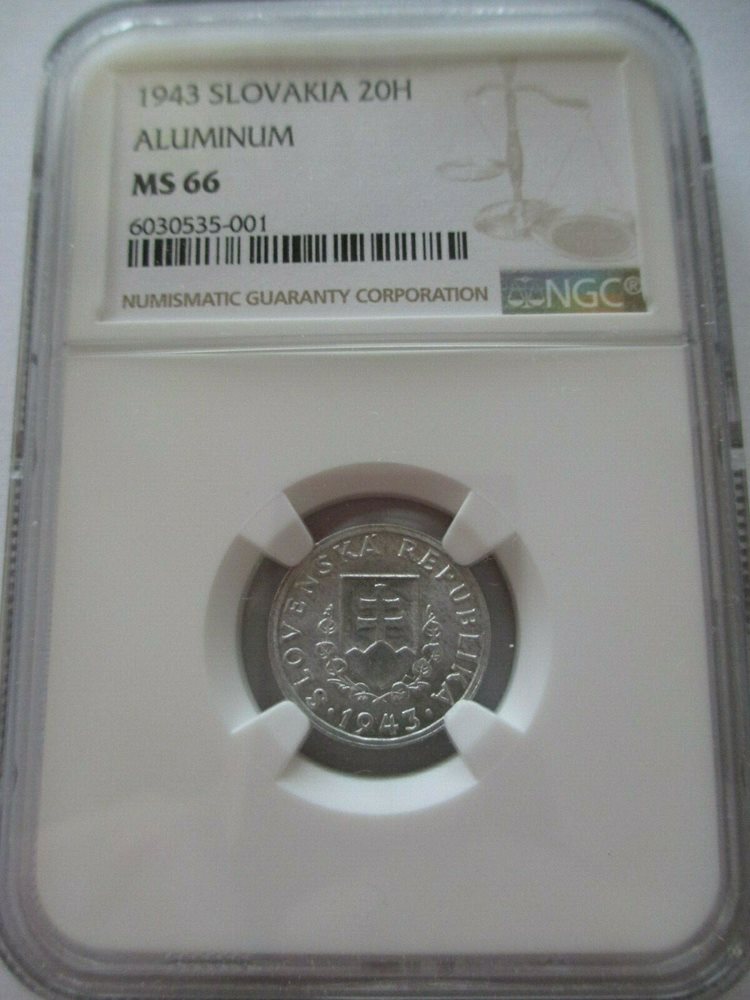 1943 SLOVAKIA 20H
ALUMINUM
MS 66
6030535-001
NUMISMATIC GUARANTY CORPORATION
NGC®
SLOVENSKÁ REPUBLIKA
· 1943 ·